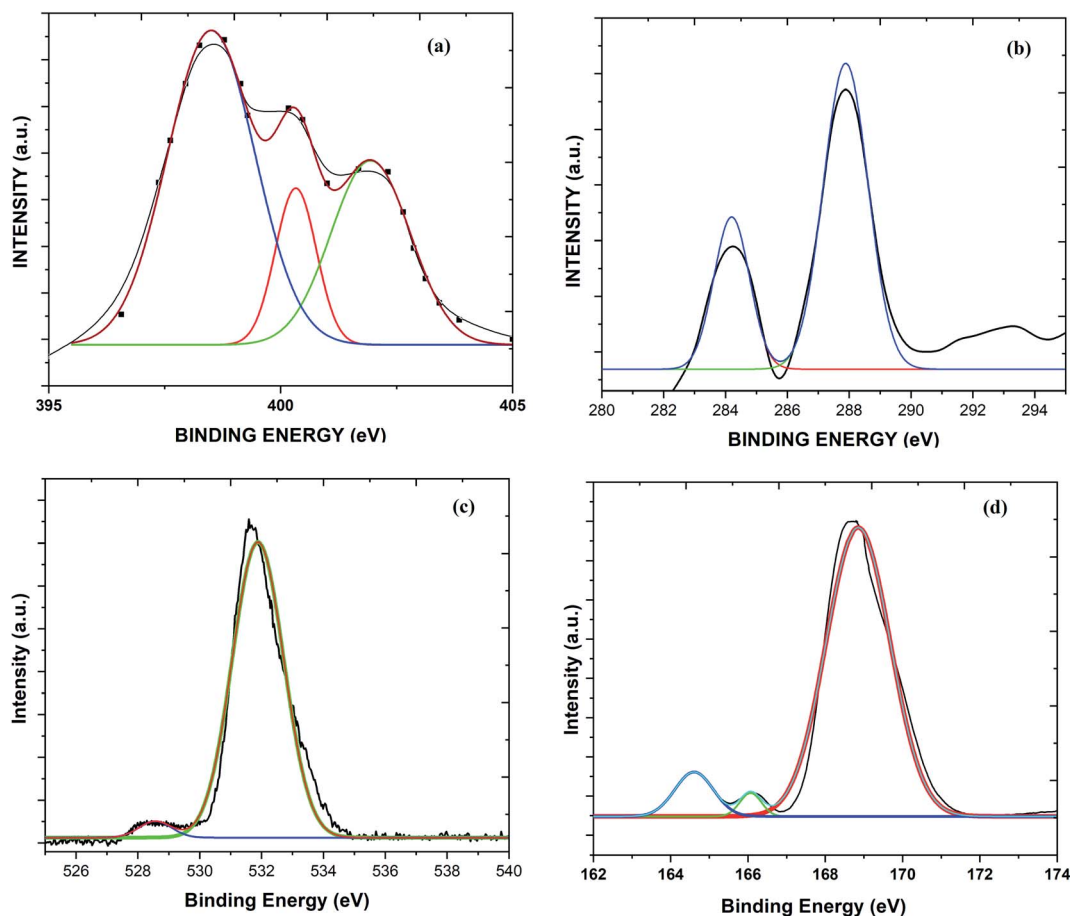 (a)
INTENSITY (a.u.)
395 400 405
BINDING ENERGY (eV)
(b)
INTENSITY (a.u.)
280 282 284 286 288 290 292 294
BINDING ENERGY (eV)
(c)
Intensity (a.u.)
526 528 530 532 534 536 538 540
Binding Energy (eV)
(d)
Intensity (a.u.)
162 164 166 168 170 172 174
Binding Energy (eV)